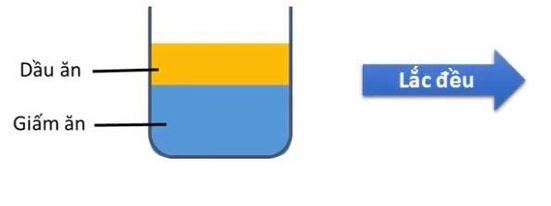 Dầu ăn
Lắc đều
Giấm ăn